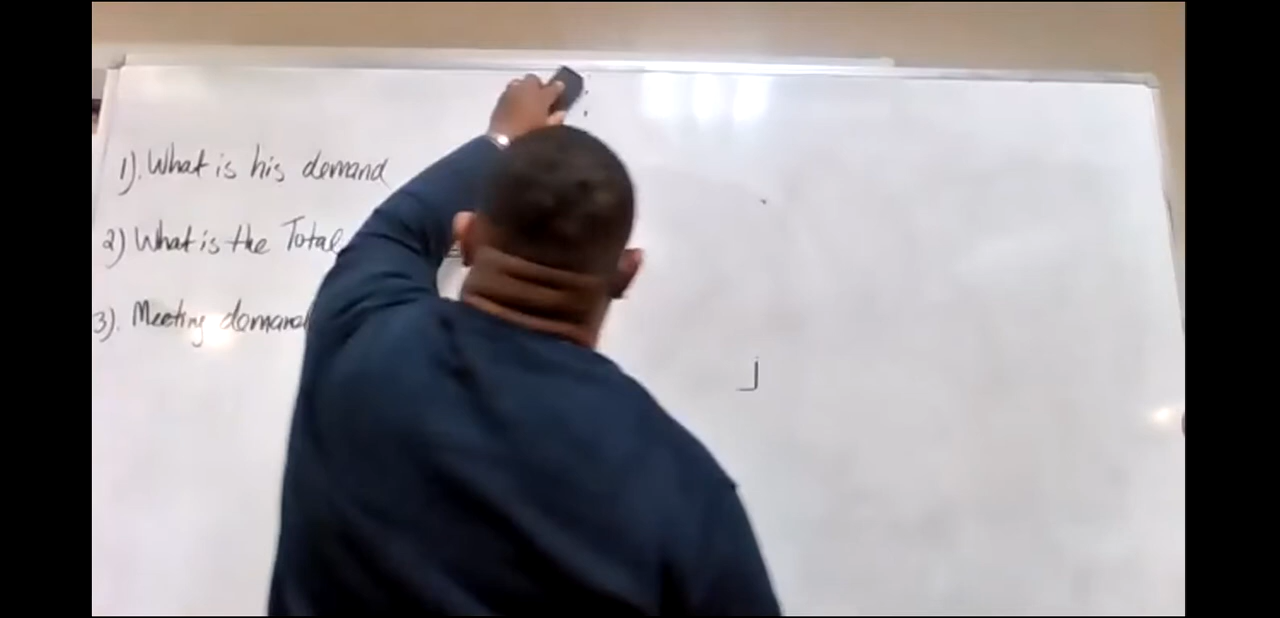 1). What is his demand
2) What is the Total
3). Meeting demand